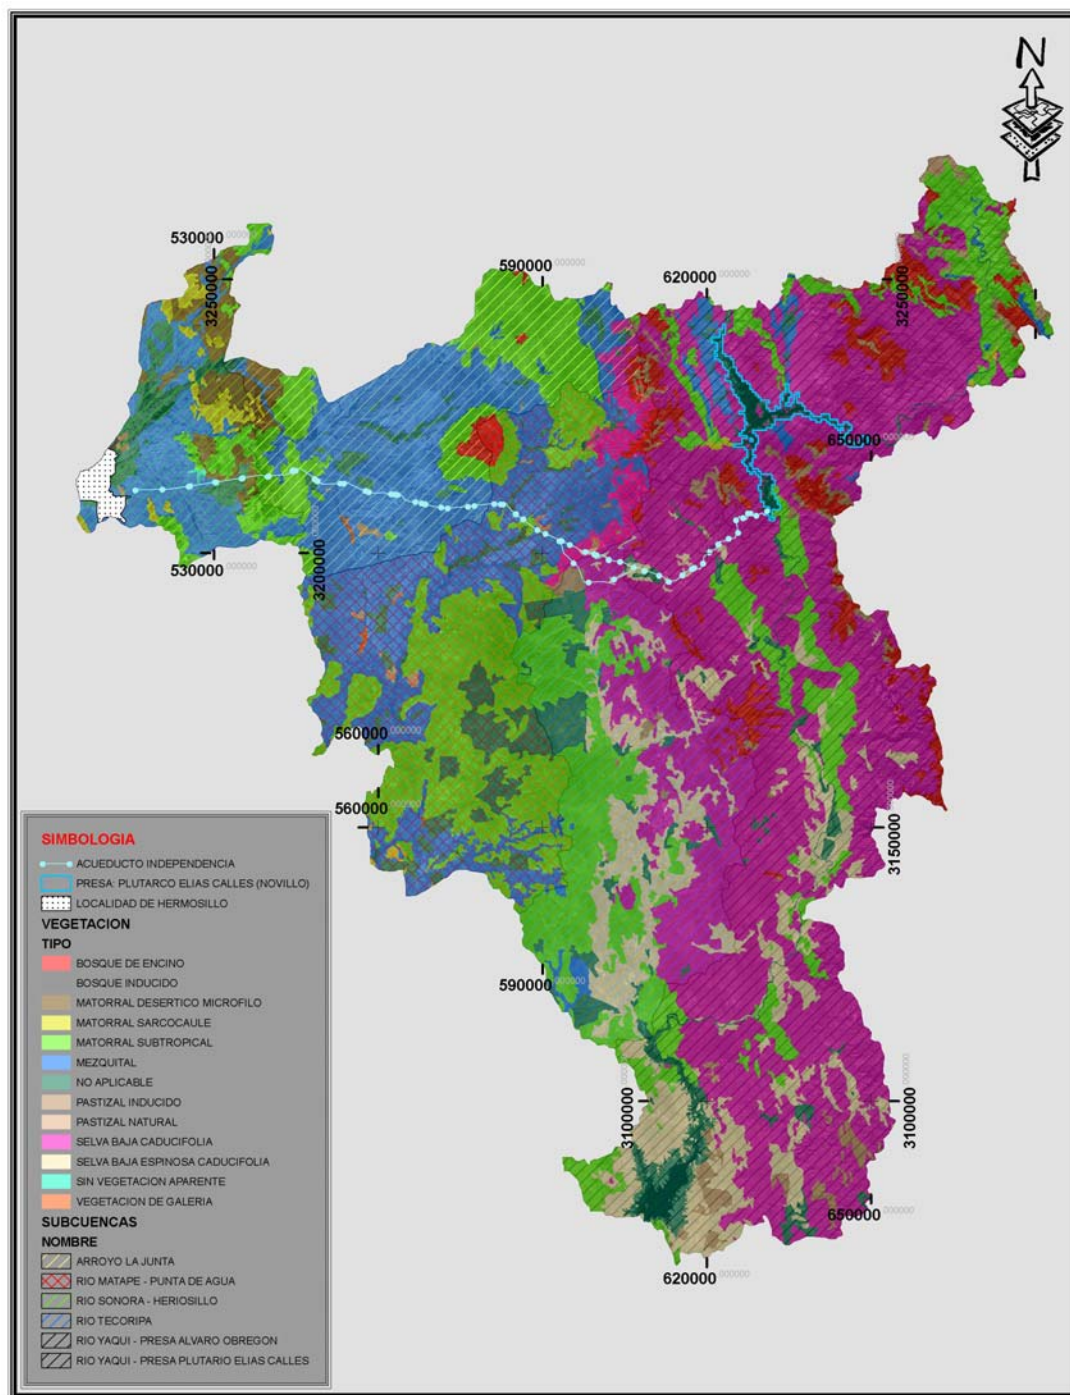 N
530000
3250000
590000
620000
3250000
650000
530000
3200000
560000
560000
3150000
590000
3100000
3100000
650000
620000
SIMBOLOGIA
ACUEDUCTO INDEPENDENCIA
PRESA: PLUTARCO ELIAS CALLES (NOVILLO)
LOCALIDAD DE HERMOSILLO
VEGETACION
TIPO
BOSQUE DE ENCINO
BOSQUE INDUCIDO
MATORRAL DESERTICO MICROFILO
MATORRAL SARCOCAULE
MATORRAL SUBTROPICAL
MEZQUITAL
NO APLICABLE
PASTIZAL INDUCIDO
PASTIZAL NATURAL
SELVA BAJA CADUCIFOLIA
SELVA BAJA ESPINOSA CADUCIFOLIA
SIN VEGETACION APARENTE
VEGETACION DE GALERIA
SUBCUENCAS
NOMBRE
ARROYO LA JUNTA
RIO MATAPE - PUNTA DE AGUA
RIO SONORA - HERIOSILLO
RIO TECORIPA
RIO YAQUI - PRESA ALVARO OBREGON
RIO YAQUI - PRESA PLUTARIO ELIAS CALLES